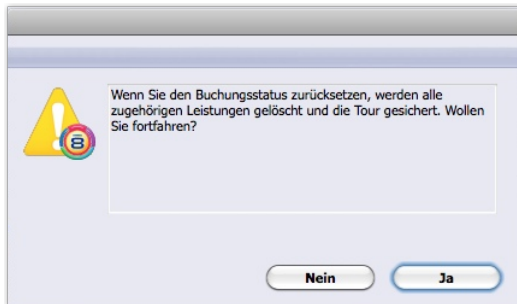 Wenn Sie den Buchungsstatus zurücksetzen, werden alle
zugehörigen Leistungen gelöscht und die Tour gesichert. Wollen
Sie fortfahren?
8
Nein
Ja